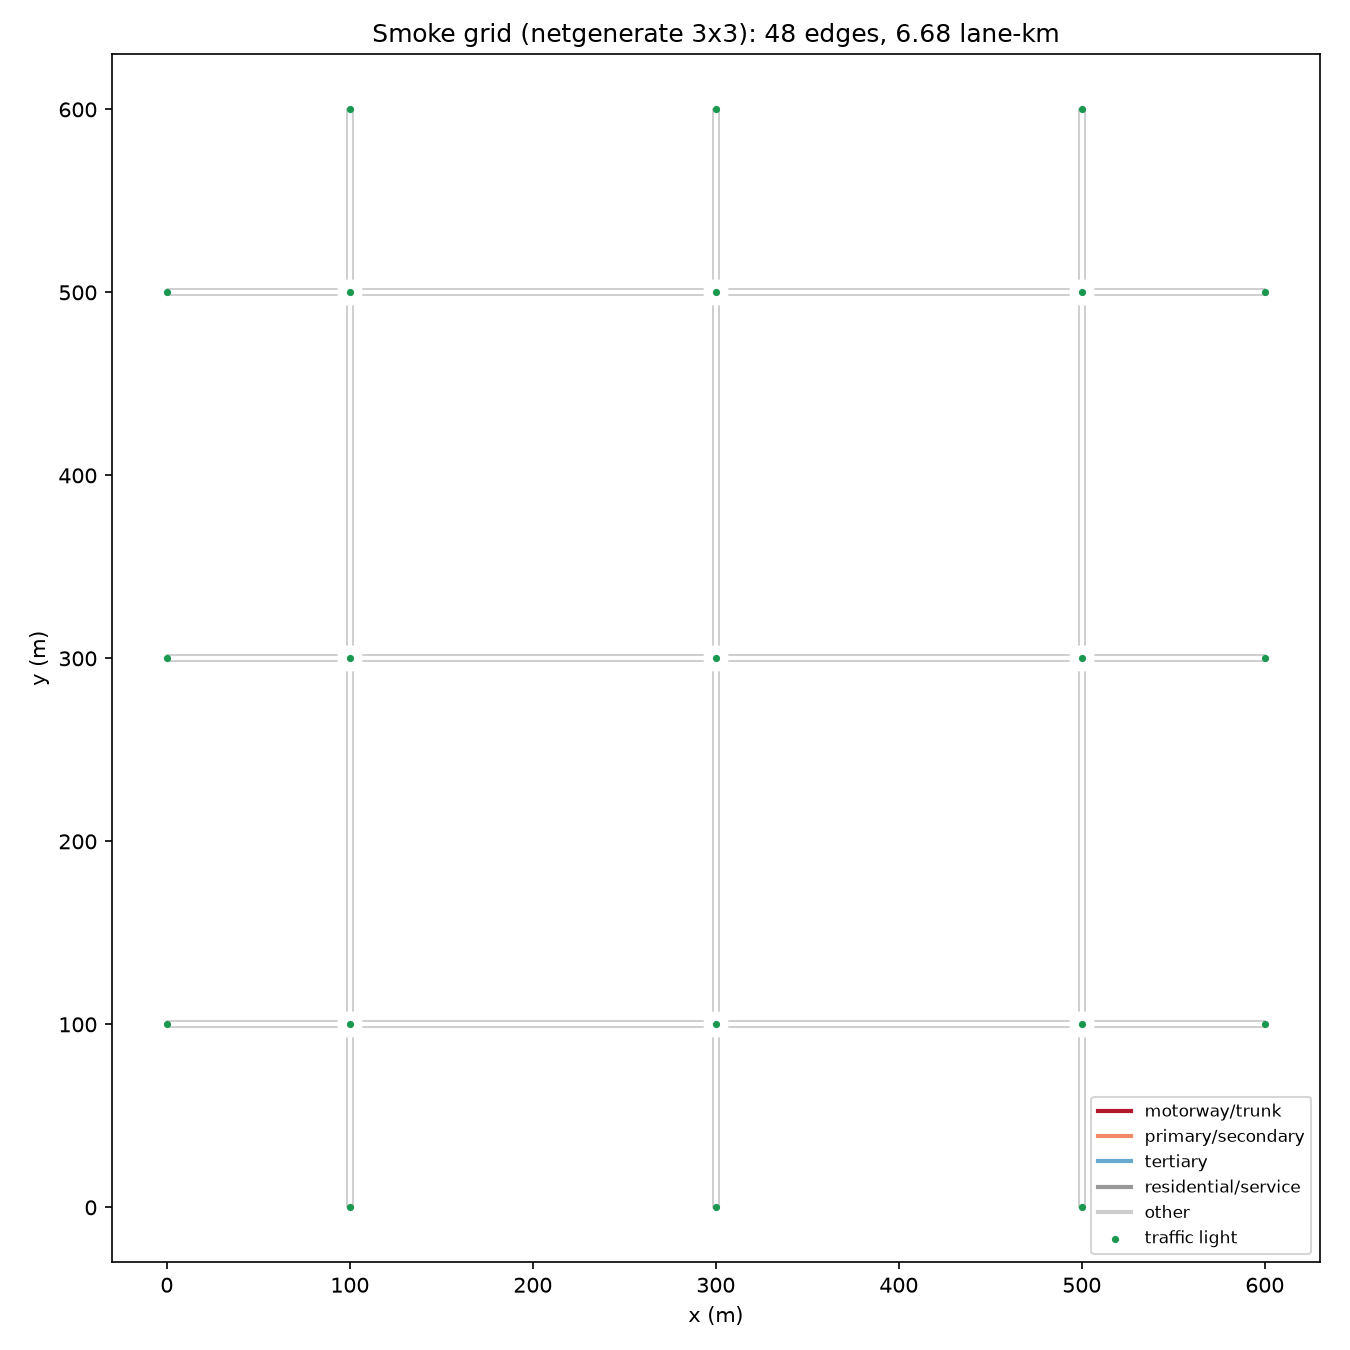 Smoke grid (netgenerate 3x3): 48 edges, 6.68 lane-km
600
500
400
300
200
100
0
y (m)
0 100 200 300 400 500 600
x (m)
motorway/trunk
primary/secondary
tertiary
residential/service
other
traffic light